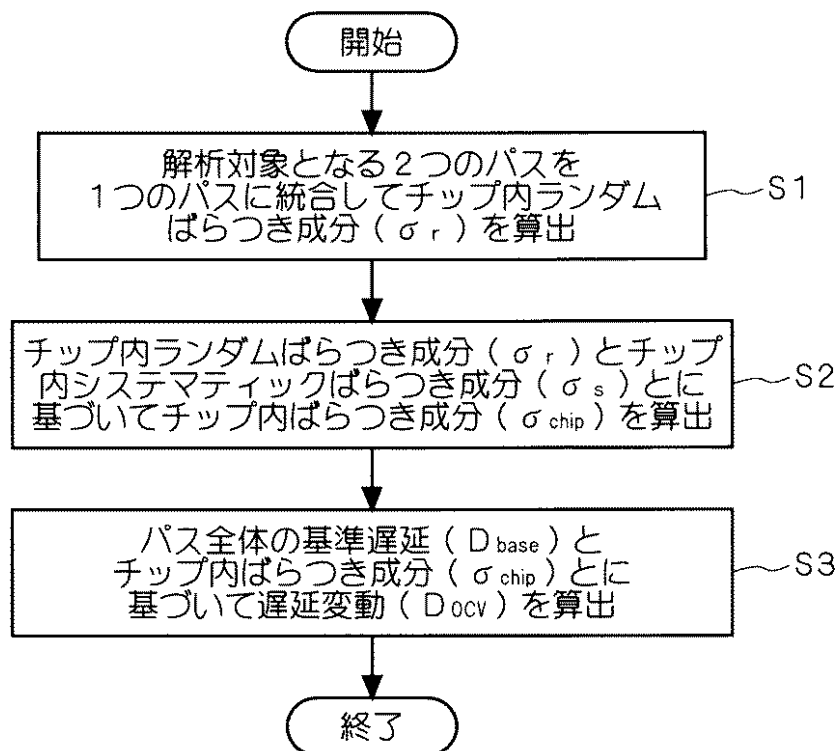 開始
解析対象となる2つのパスを
1つのパスに統合してチップ内ランダム
ばらつき成分(σr)を算出
S1
チップ内ランダムばらつき成分(σr)とチップ
内システマティックばらつき成分(σs)とに
基づいてチップ内ばらつき成分(σchip)を算出
S2
パス全体の基準遅延(Dbase)と
チップ内ばらつき成分(σchip)とに
基づいて遅延変動(DOCV)を算出
S3
終了